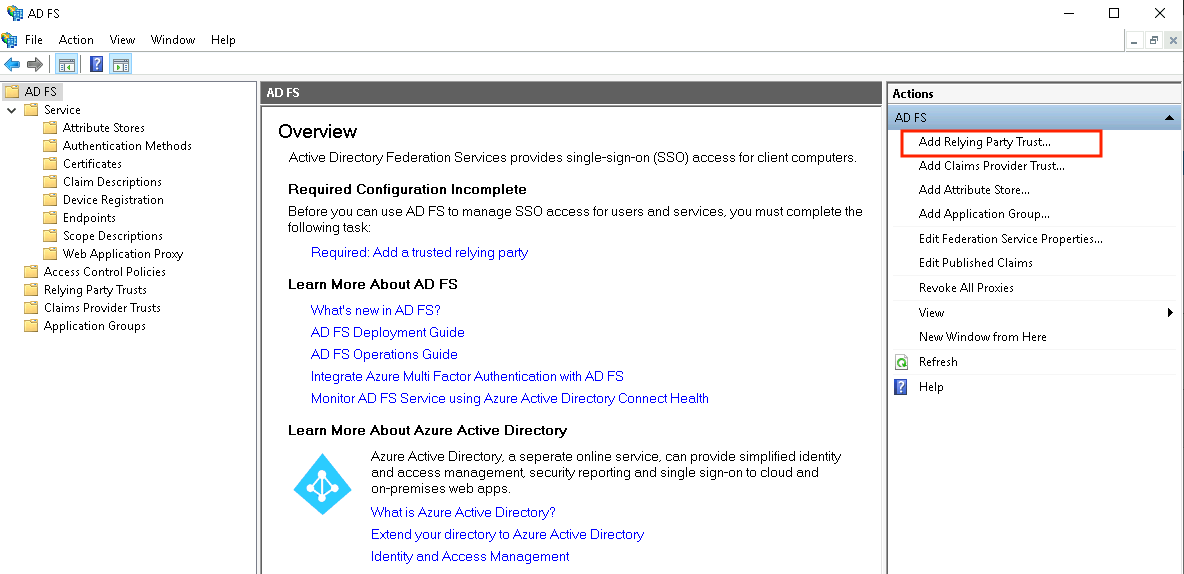 AD FS
File Action View Window Help
AD FS
Service
Attribute Stores
Authentication Methods
Certificates
Claim Descriptions
Device Registration
Endpoints
Scope Descriptions
Web Application Proxy
Access Control Policies
Relying Party Trusts
Claims Provider Trusts
Application Groups
AD FS
Overview
Active Directory Federation Services provides single-sign-on (SSO) access for client computers.
Required Configuration Incomplete
Before you can use AD FS to manage SSO access for users and services, you must complete the
following task:
Required: Add a trusted relying party
Learn More About AD FS
What's new in AD FS?
AD FS Deployment Guide
AD FS Operations Guide
Integrate Azure Multi Factor Authentication with AD FS
Monitor AD FS Service using Azure Active Directory Connect Health
Learn More About Azure Active Directory
Azure Active Directory, a seperate online service, can provide simplified identity
and access management, security reporting and single sign-on to cloud and
on-premises web apps.
What is Azure Active Directory?
Extend your directory to Azure Active Directory
Identity and Access Management
Actions
AD FS
Add Relying Party Trust...
Add Claims Provider Trust...
Add Attribute Store...
Add Application Group...
Edit Federation Service Properties...
Edit Published Claims
Revoke All Proxies
View
New Window from Here
Refresh
Help